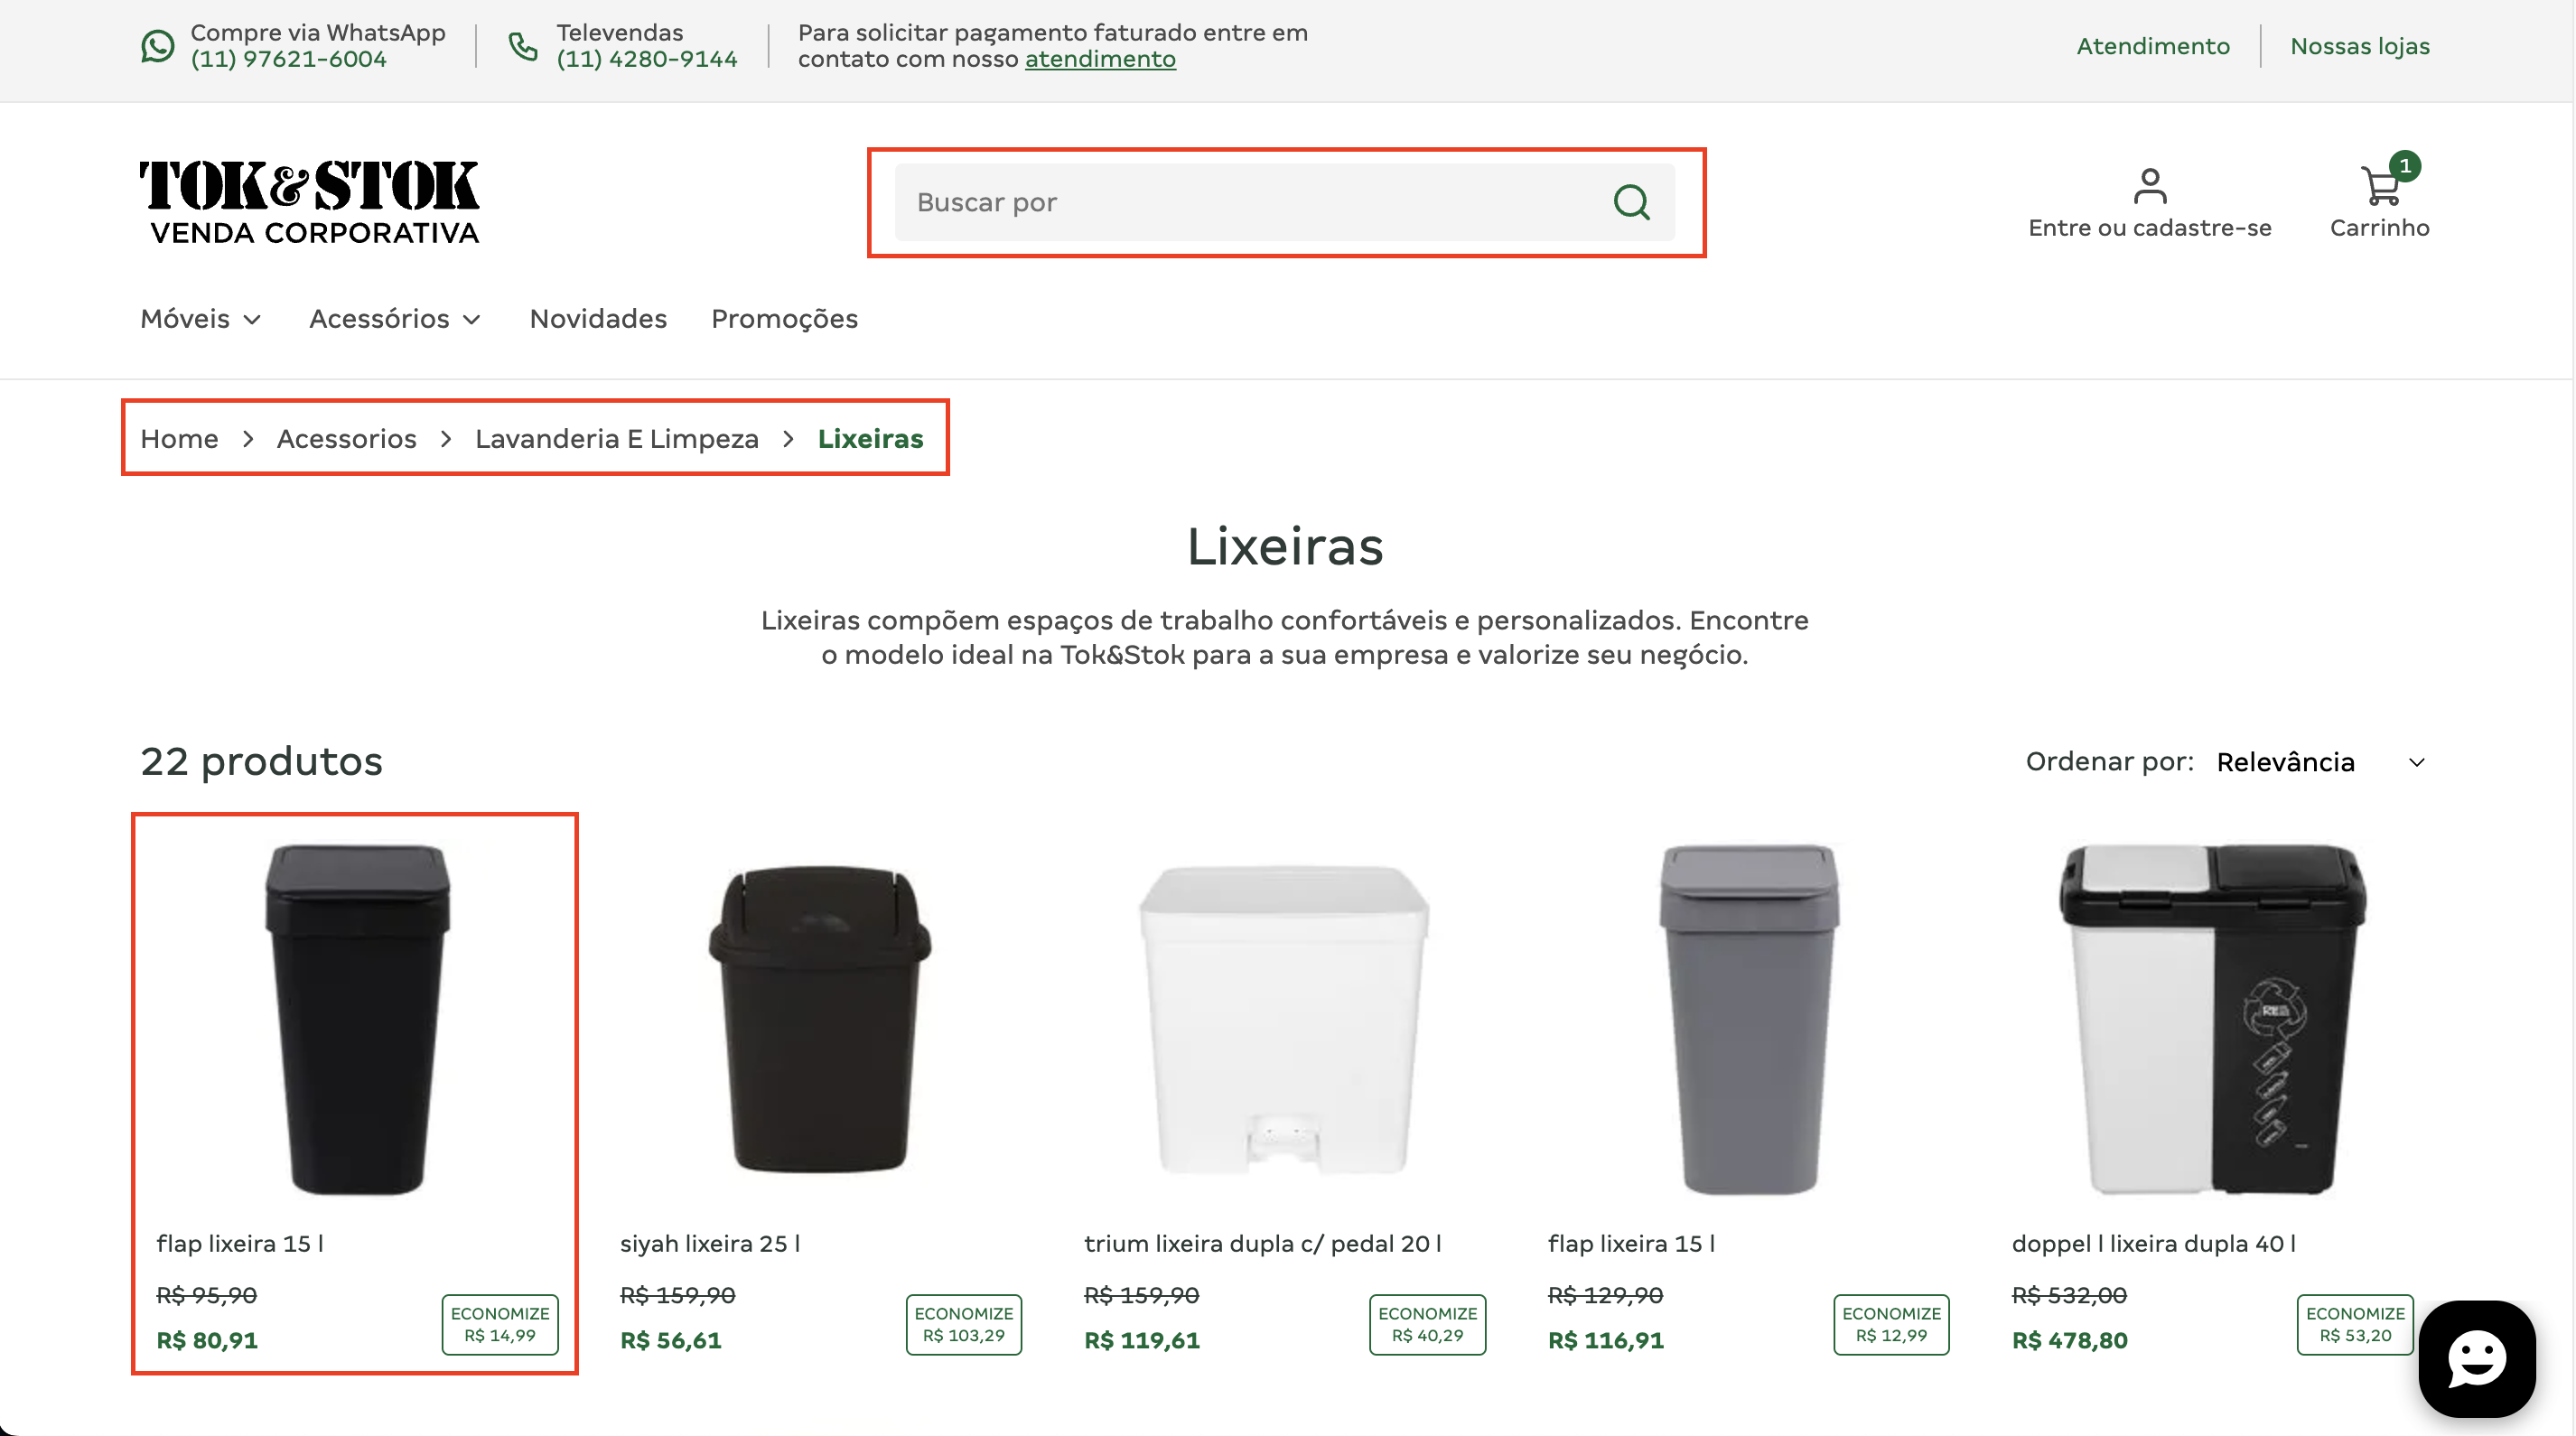 Compre via WhatsApp
(11) 97621-6004
Televendas
(11) 4280-9144
Para solicitar pagamento faturado entre em
contato com nosso atendimento
Atendimento
Nossas lojas
TOK&STOK
VENDA CORPORATIVA
Buscar por
Entre ou cadastre-se
1
Carrinho
Móveis
Acessórios
Novidades
Promoções
Home > Acessorios > Lavanderia E Limpeza > Lixeiras
Lixeiras
Lixeiras compõem espaços de trabalho confortáveis e personalizados. Encontre
o modelo ideal na Tok&Stok para a sua empresa e valorize seu negócio.
22 produtos
Ordenar por: Relevância
flap lixeira 15 l
R$ 95,90
R$ 80,91
ECONOMIZE
R$ 14,99
siyah lixeira 25 l
R$ 159,90
R$ 56,61
ECONOMIZE
R$ 103,29
trium lixeira dupla c/ pedal 20 l
R$ 159,90
R$ 119,61
ECONOMIZE
R$ 40,29
flap lixeira 15 l
R$ 129,90
R$ 116,91
ECONOMIZE
R$ 12,99
doppel l lixeira dupla 40 l
R$ 532,00
R$ 478,80
ECONOMIZE
R$ 53,20